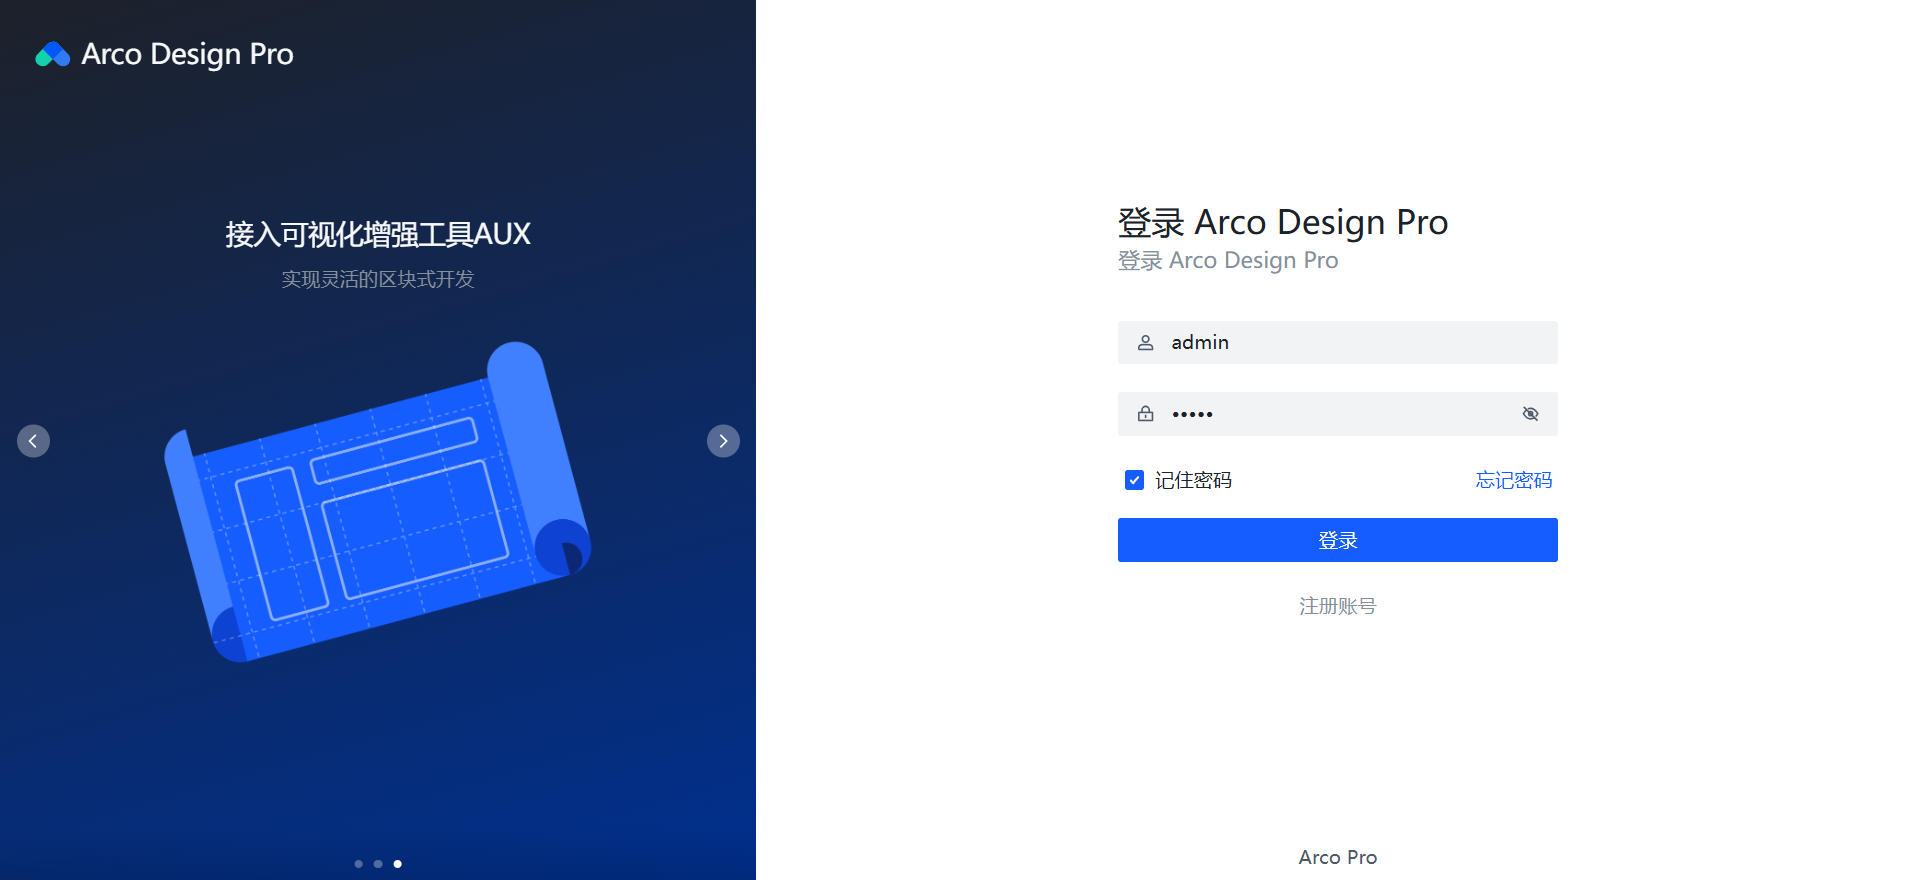 Arco Design Pro
接入可视化增强工具AUX
实现灵活的区块式开发
登录 Arco Design Pro
登录 Arco Design Pro
admin
•••••
记住密码
忘记密码
登录
注册账号
Arco Pro